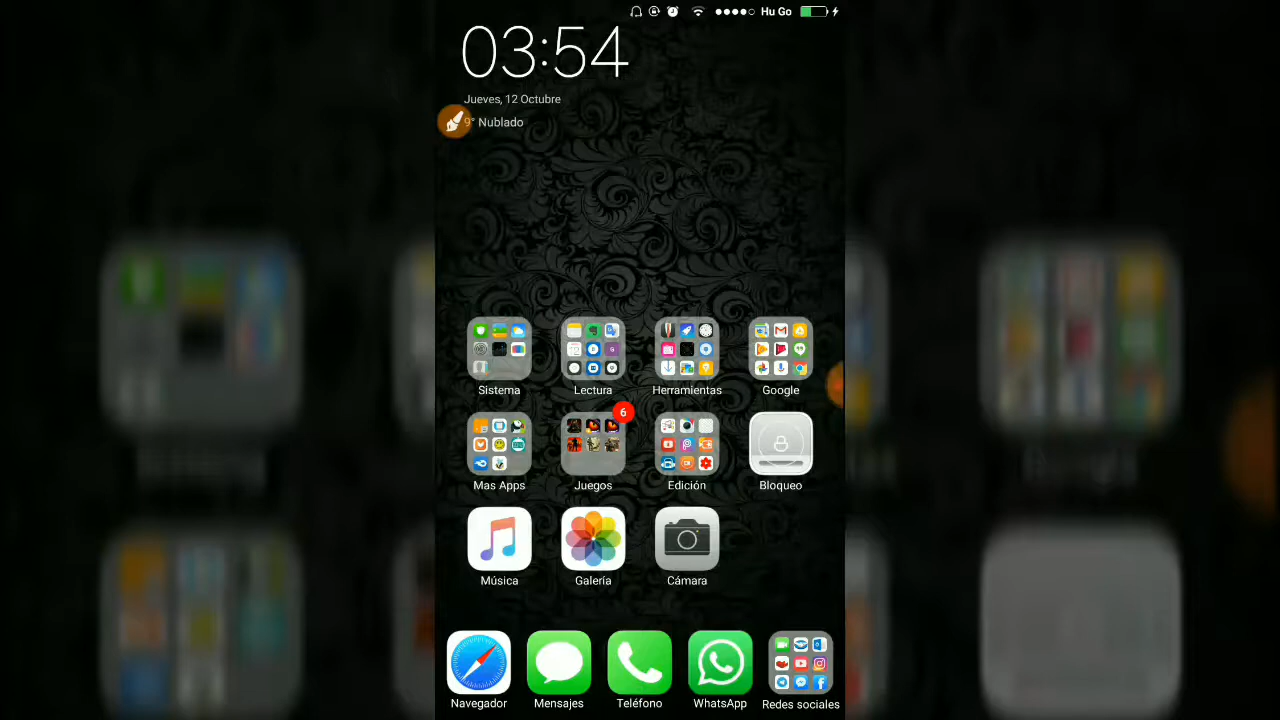 Hu Go
03:54
Jueves, 12 Octubre
9° Nublado
Sistema
Lectura
Herramientas
Google
6
Mas Apps
Juegos
Edición
Bloqueo
Música
Galería
Cámara
Navegador
Mensajes
Teléfono
WhatsApp
Redes sociales